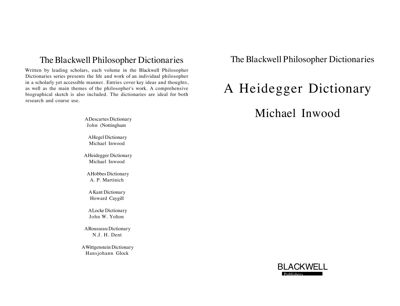 The Blackwell Philosopher Dictionaries
Written by leading scholars, each volume in the Blackwell Philosopher
Dictionaries series presents the life and work of an individual philosopher
in a scholarly yet accessible manner. Entries cover key ideas and thoughts,
as well as the main themes of the philosopher's work. A comprehensive
biographical sketch is also included. The dictionaries are ideal for both
research and course use.
A Descartes Dictionary
John (Nottingham
A Hegel Dictionary
Michael Inwood
A Heidegger Dictionary
Michael Inwood
A Hobbes Dictionary
A. P. Martinich
A Kant Dictionary
Howard Caygill
A Locke Dictionary
John W. Yolton
A Rousseau Dictionary
N.J. H. Dent
A Wittgenstein Dictionary
Hansjohann Glock
The Blackwell Philosopher Dictionaries
A Heidegger Dictionary
Michael Inwood
BLACKWELL
Publishers